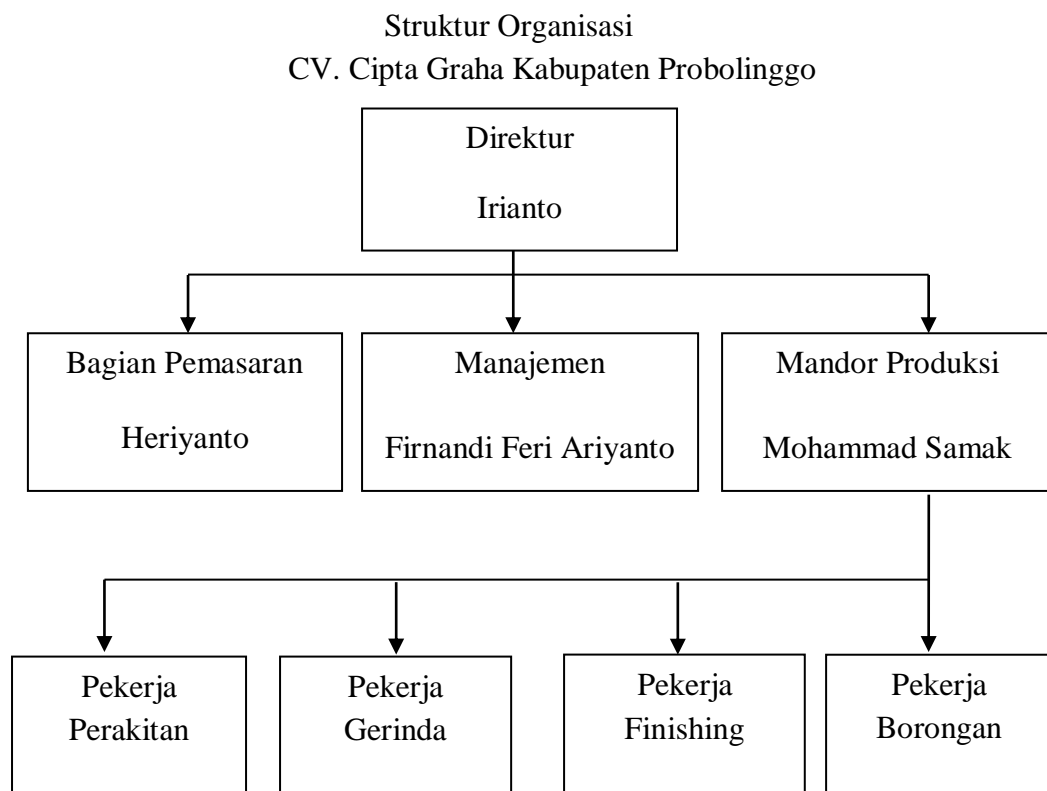 Struktur Organisasi
CV. Cipta Graha Kabupaten Probolinggo
Direktur
Irianto
Bagian Pemasaran
Heriyanto
Manajemen
Firnandi Feri Ariyanto
Mandor Produksi
Mohammad Samak
Pekerja
Perakitan
Pekerja
Gerinda
Pekerja
Finishing
Pekerja
Borongan